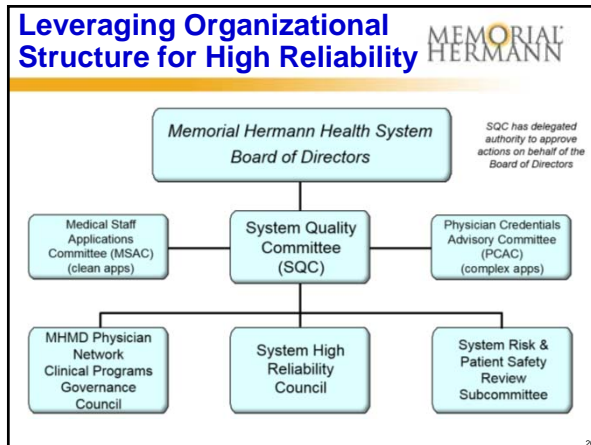 Leveraging Organizational
Structure for High Reliability
MEMORIAL®
HERMANN
Memorial Hermann Health System
Board of Directors
SQC has delegated
authority to approve
actions on behalf of the
Board of Directors
Medical Staff
Applications
Committee (MSAC)
(clean apps)
System Quality
Committee
(SQC)
Physician Credentials
Advisory Committee
(PCAC)
(complex apps)
MHMD Physician
Network
Clinical Programs
Governance
Council
System High
Reliability
Council
System Risk &
Patient Safety
Review
Subcommittee